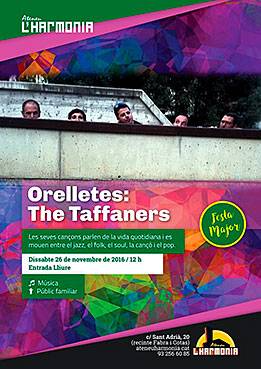 Ateneu
L'HARMONIA
Orelletes:
The Taffaners
Les seves cançons parlen de la vida quotidiana i es
mouen entre el jazz, el folk, el soul, la cançó i el pop.
Dissabte 26 de novembre de 2016 / 12 h
Entrada Lliure
Música
Públic familiar
Festa
Major
c/ Sant Adrià, 20
(recinte Fabra i Coats)
ateneuharmonia.cat
93 256 60 85
Ateneu
L'HARMONIA